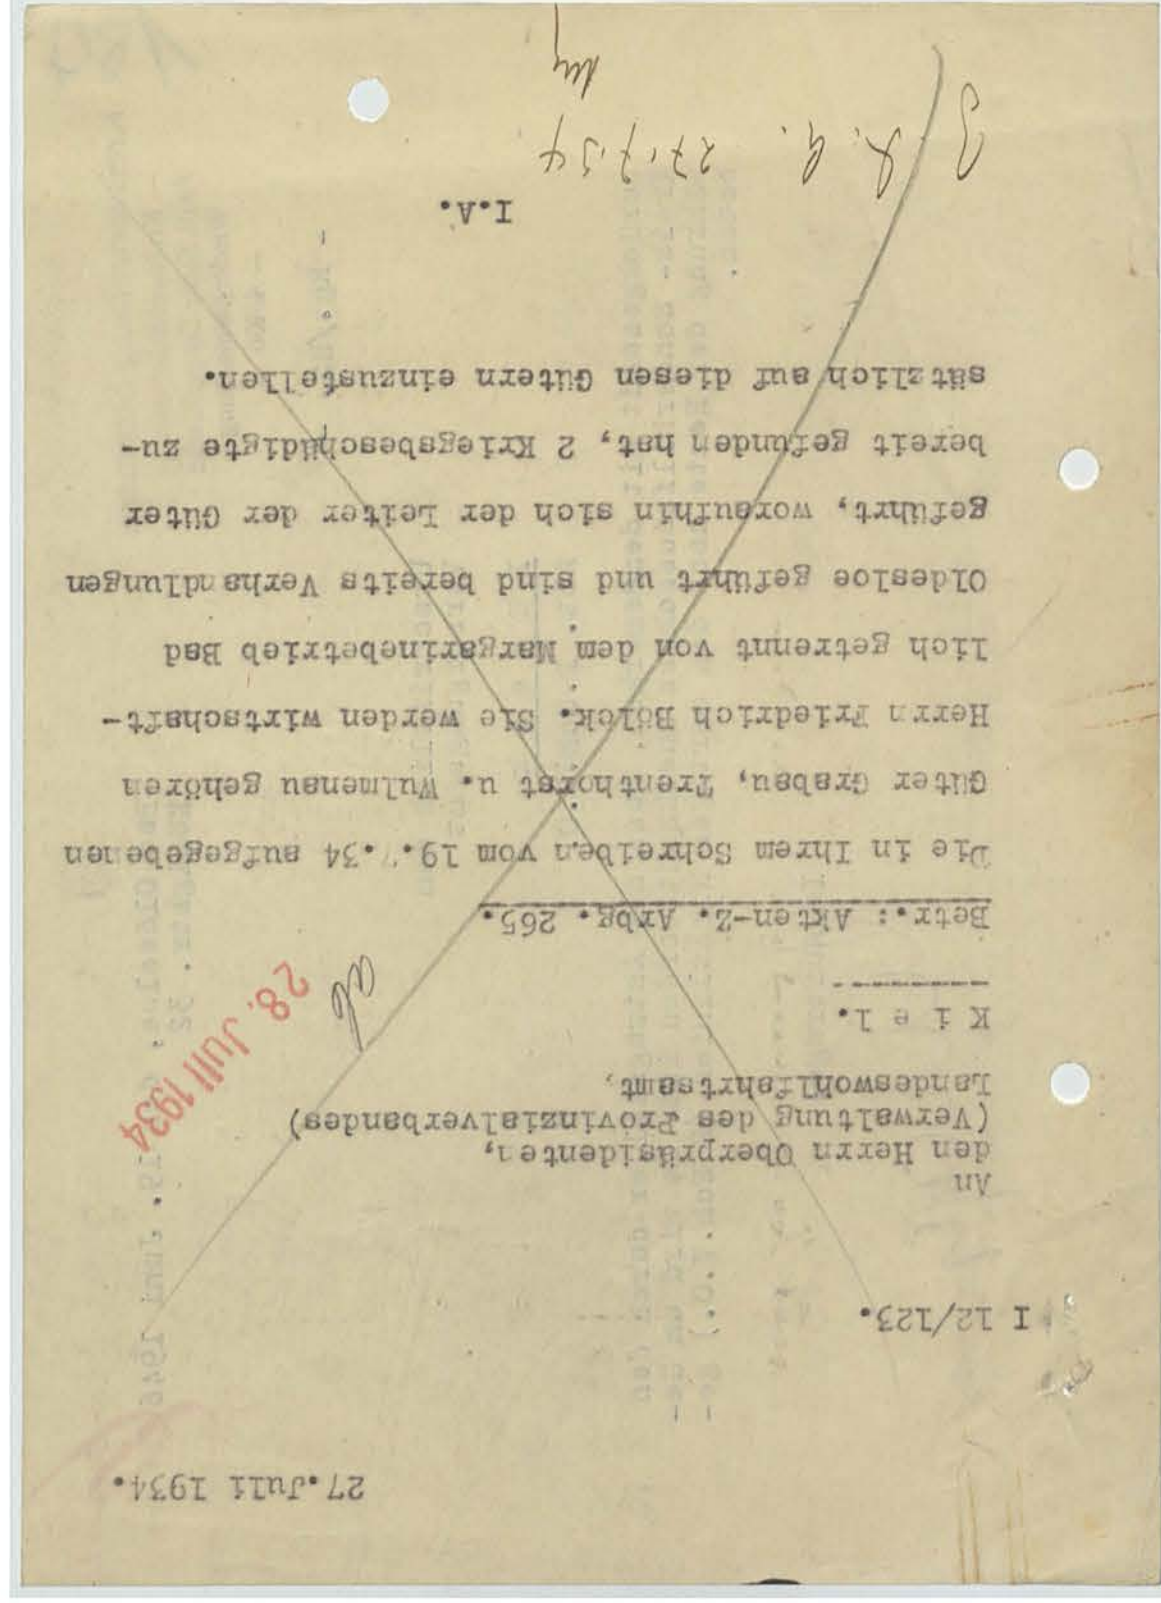 27.Juli 1934.
I 12/123.
An
den Herrn Oberpräsidenten,
(Verwaltung des Provinzialverbandes)
Landeswohlfahrtsamt,
K i e l.
28. Juli 1934
Betr.: Akten-Z. Arbg. 265.
Die in Ihrem Schreiben vom 19.7.34 aufgegebenen
Güter Grabau, Trenthorst u. Wulmenau gehören
Herrn Friedrich Bölck. Sie werden wirtschaft-
lich getrennt von dem Margarinebetrieb Bad
Oldesloe geführt und sind bereits Verhandlungen
geführt, woraufhin sich der Leiter der Güter
bereit gefunden hat, 2 Kriegsbeschädigte zu-
sätzlich auf diesen Gütern einzustellen.
I.A.
27.7.34